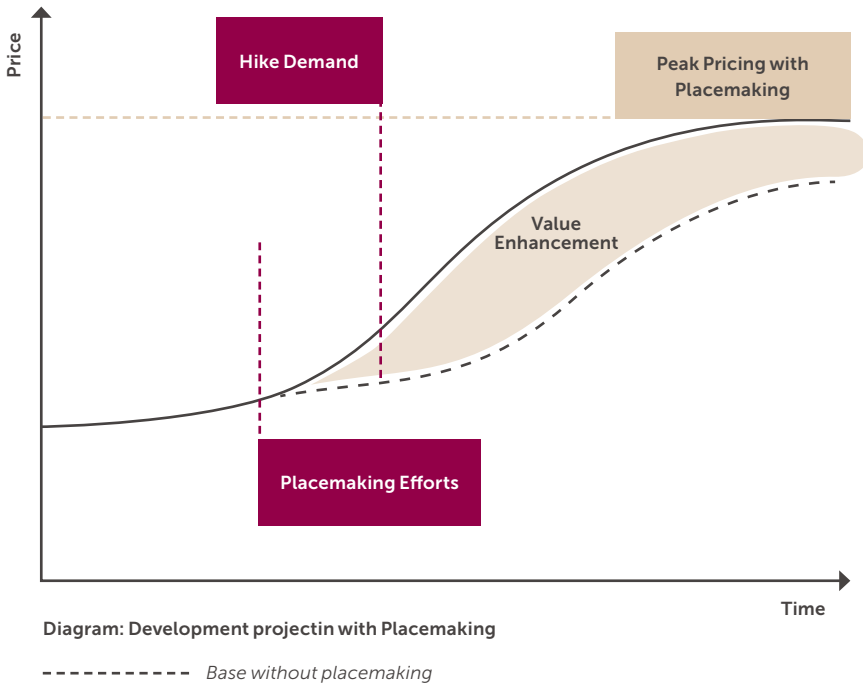 Price
Hike Demand
Peak Pricing with
Placemaking
Value
Enhancement
Placemaking Efforts
Time
Diagram: Development projectin with Placemaking
Base without placemaking